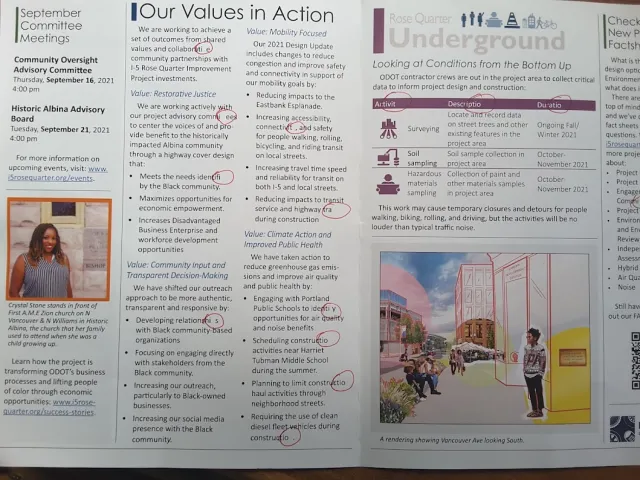 September
Committee
Meetings
Community Oversight
Advisory Committee
Thursday, September 16, 2021
4:00 pm
Historic Albina Advisory
Board
Tuesday, September 21, 2021
4:00 pm
For more information on
upcoming events, visit: www.
i5rosequarter.org/events.
Crystal Stone stands in front of
First A.M.E Zion church on N
Vancouver & N Williams in Historic
Albina, the church that her family
used to attend when she was a
child growing up.
Learn how the project is
transforming ODOT's business
processes and lifting people
of color through economic
opportunities: www.i5rose-
quarter.org/success-stories.
Our Values in Action
We are working to achieve a
set of outcomes from shared
values and collaborati e
community partnerships with
I-5 Rose Quarter Improvement
Project investments.
Value: Restorative Justice
We are working actively with
our project advisory commi ees
to center the voices of and pro-
vide benefit to the historically
impacted Albina community
through a highway cover design
that:
• Meets the needs identifi
by the Black community.
• Maximizes opportunities for
economic empowerment.
• Increases Disadvantaged
Business Enterprise and
workforce development
opportunities
Value: Community Input and
Transparent Decision-Making
We have shifted our outreach
approach to be more authentic,
transparent and responsive by:
• Developing relationshi s
with Black community-based
organizations
• Focusing on engaging directly
with stakeholders from the
Black community.
• Increasing our outreach,
particularly to Black-owned
businesses.
• Increasing our social media
presence with the Black
community.
Value: Mobility Focused
Our 2021 Design Update
includes changes to reduce
congestion and improve safety
and connectivity in support of
our mobility goals by:
• Reducing impacts to the
Eastbank Esplanade.
• Increasing accessibility,
connectivit , and safety
for people walking, rolling,
bicycling, and riding transit
on local streets.
• Increasing travel time speed
and reliability for transit on
both I-5 and local streets.
• Reducing impacts to transit
service and highway tra
during construction
Value: Climate Action and
Improved Public Health
We have taken action to
reduce greenhouse gas emis-
sions and improve air quality
and public health by:
• Engaging with Portland
Public Schools to identi y
opportunities for air quality
and noise benefits
• Scheduling constructio
activities near Harriet
Tubman Middle School
during the summer.
• Planning to limit constructio
haul activities through
neighborhood streets.
• Requiring the use of clean
diesel fleet vehicles during
constructio .
Rose Quarter
Underground
Looking at Conditions from the Bottom Up
ODOT contractor crews are out in the project area to collect critical
data to inform project design and construction:
Activit Descriptio Duratio
Surveying Locate and record data on street trees and other existing features in the project area Ongoing Fall/ Winter 2021
Soil sampling Soil sample collection in project area October- November 2021
Hazardous materials sampling Collection of paint and other materials samples in project area October- November 2021
This work may cause temporary closures and detours for people
walking, biking, rolling, and driving, but the activities will be no
louder than typical traffic noise.
A rendering showing Vancouver Ave looking South.
Check
New P
Factsh
What is th
design op
Environm
what does
There are
top of min
and we've
fact sheets
questions
i5rosequar
more about
• Project
• Project
• Engage
Comm
• Project
• Environ
and
Review
• Indepe
Assess
• Hybrid
• Air Qua
• Noise
Still have
out our FA